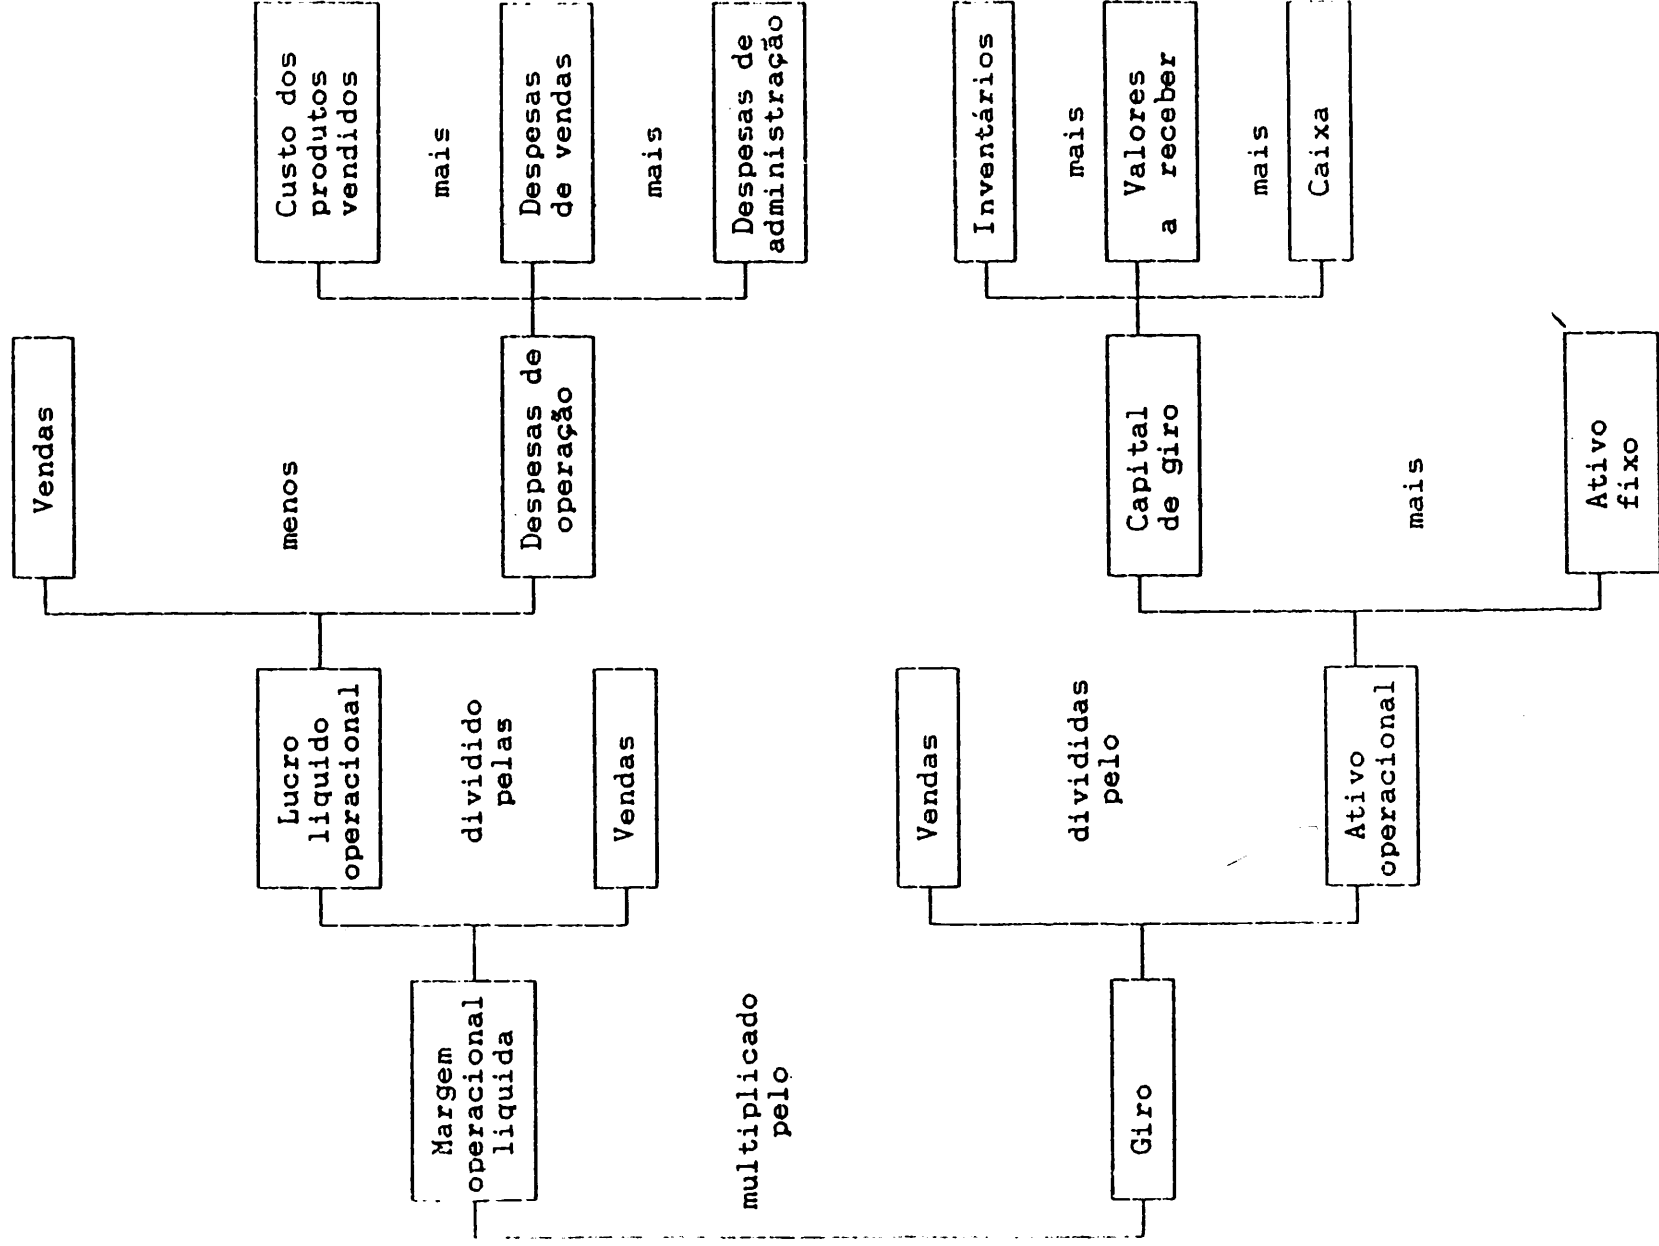 Vendas
menos
Custo dos
produtos
vendidos
mais
Despesas
de vendas
mais
Despesas de
administração
Despesas de
operação
Lucro
liquido
operacional
dividido
pelas
Vendas
Margem
operacional
liquida
multiplicado
pelo
Giro
Vendas
divididas
pelo
Ativo
operacional
Capital
de giro
mais
Ativo
fixo
Inventários
mais
Valores
a receber
mais
Caixa